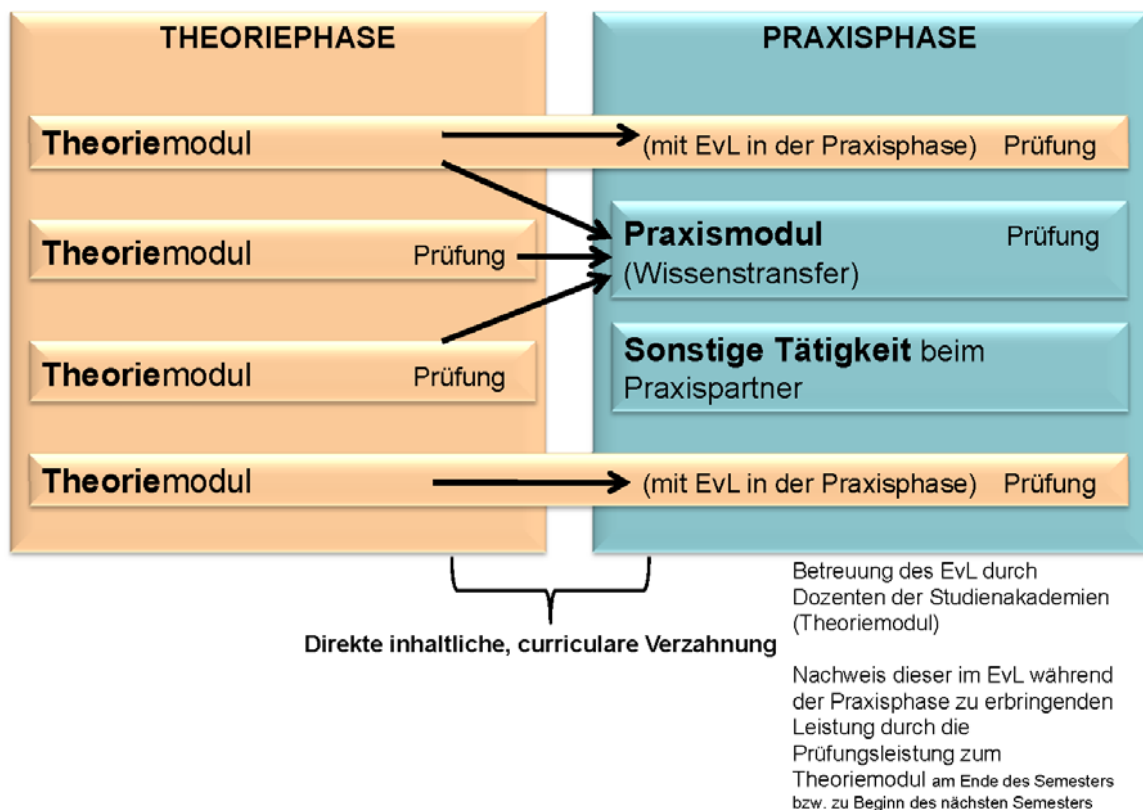 THEORIEPHASE
PRAXISPHASE
Theoriemodul
(mit EvL in der Praxisphase) Prüfung
Theoriemodul Prüfung
Praxismodul Prüfung
(Wissenstransfer)
Theoriemodul Prüfung
Sonstige Tätigkeit beim
Praxispartner
Theoriemodul
(mit EvL in der Praxisphase) Prüfung
Direkte inhaltliche, curriculare Verzahnung
Betreuung des EvL durch
Dozenten der Studienakademien
(Theoriemodul)
Nachweis dieser im EvL während
der Praxisphase zu erbringenden
Leistung durch die
Prüfungsleistung zum
Theoriemodul am Ende des Semesters
bzw. zu Beginn des nächsten Semesters